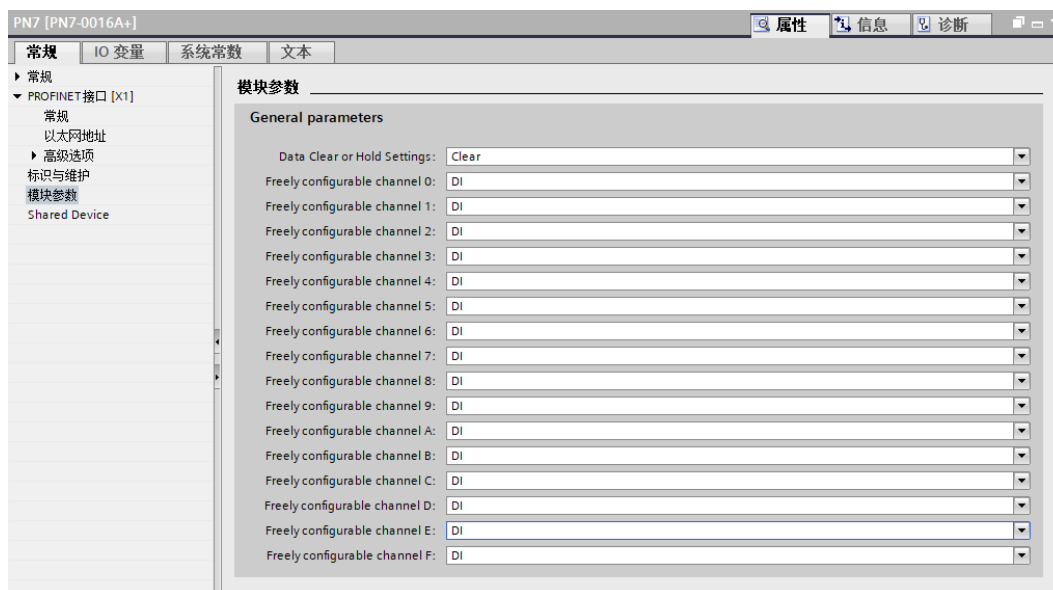 PN7 [PN7-0016A+]
属性
信息
诊断
常规
IO 变量
系统常数
文本
常规
PROFINET接口 [X1]
常规
以太网地址
高级选项
标识与维护
模块参数
Shared Device
模块参数
General parameters
Data Clear or Hold Settings: Clear
Freely configurable channel 0: DI
Freely configurable channel 1: DI
Freely configurable channel 2: DI
Freely configurable channel 3: DI
Freely configurable channel 4: DI
Freely configurable channel 5: DI
Freely configurable channel 6: DI
Freely configurable channel 7: DI
Freely configurable channel 8: DI
Freely configurable channel 9: DI
Freely configurable channel A: DI
Freely configurable channel B: DI
Freely configurable channel C: DI
Freely configurable channel D: DI
Freely configurable channel E: DI
Freely configurable channel F: DI